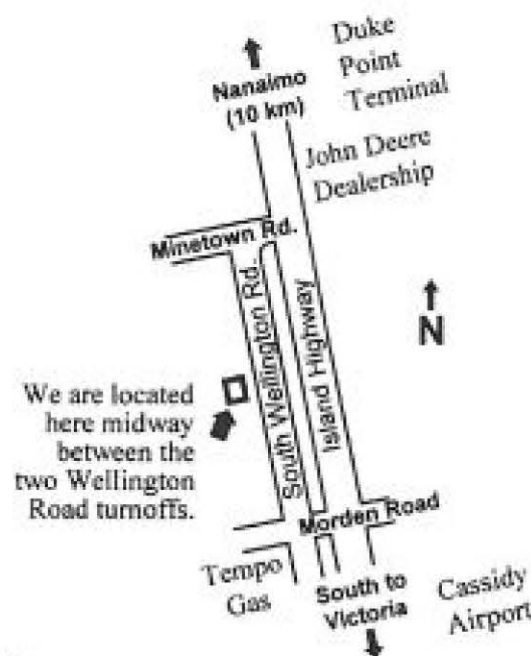 Duke
Point
Terminal
Nanaimo
(10 km)
John Deere
Dealership
Minetown Rd.
South Wellington Rd.
Island Highway
N
We are located
here midway
between the
two Wellington
Road turnoffs.
Morden Road
Tempo
Gas
South to
Victoria
Cassidy
Airport